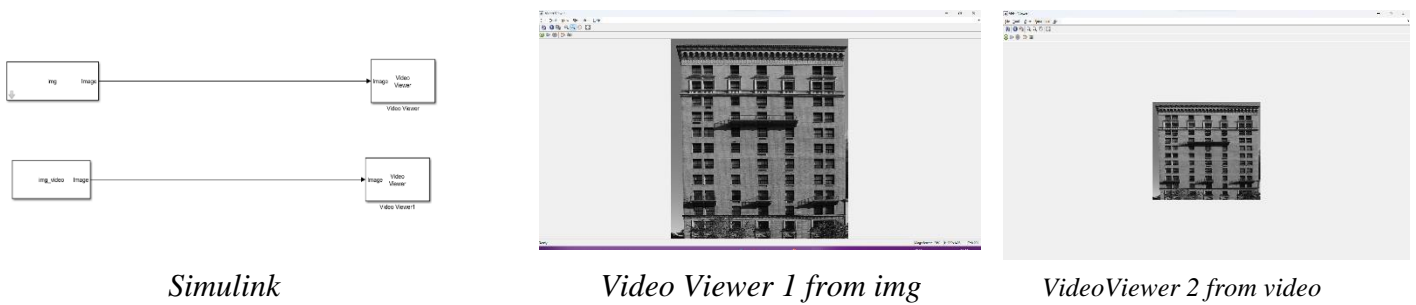 img Image
Image Video Viewer
Video Viewer
img_video Image
Image Video Viewer
Video Viewer1
Simulink
Video Viewer 1 from img
VideoViewer 2 from video